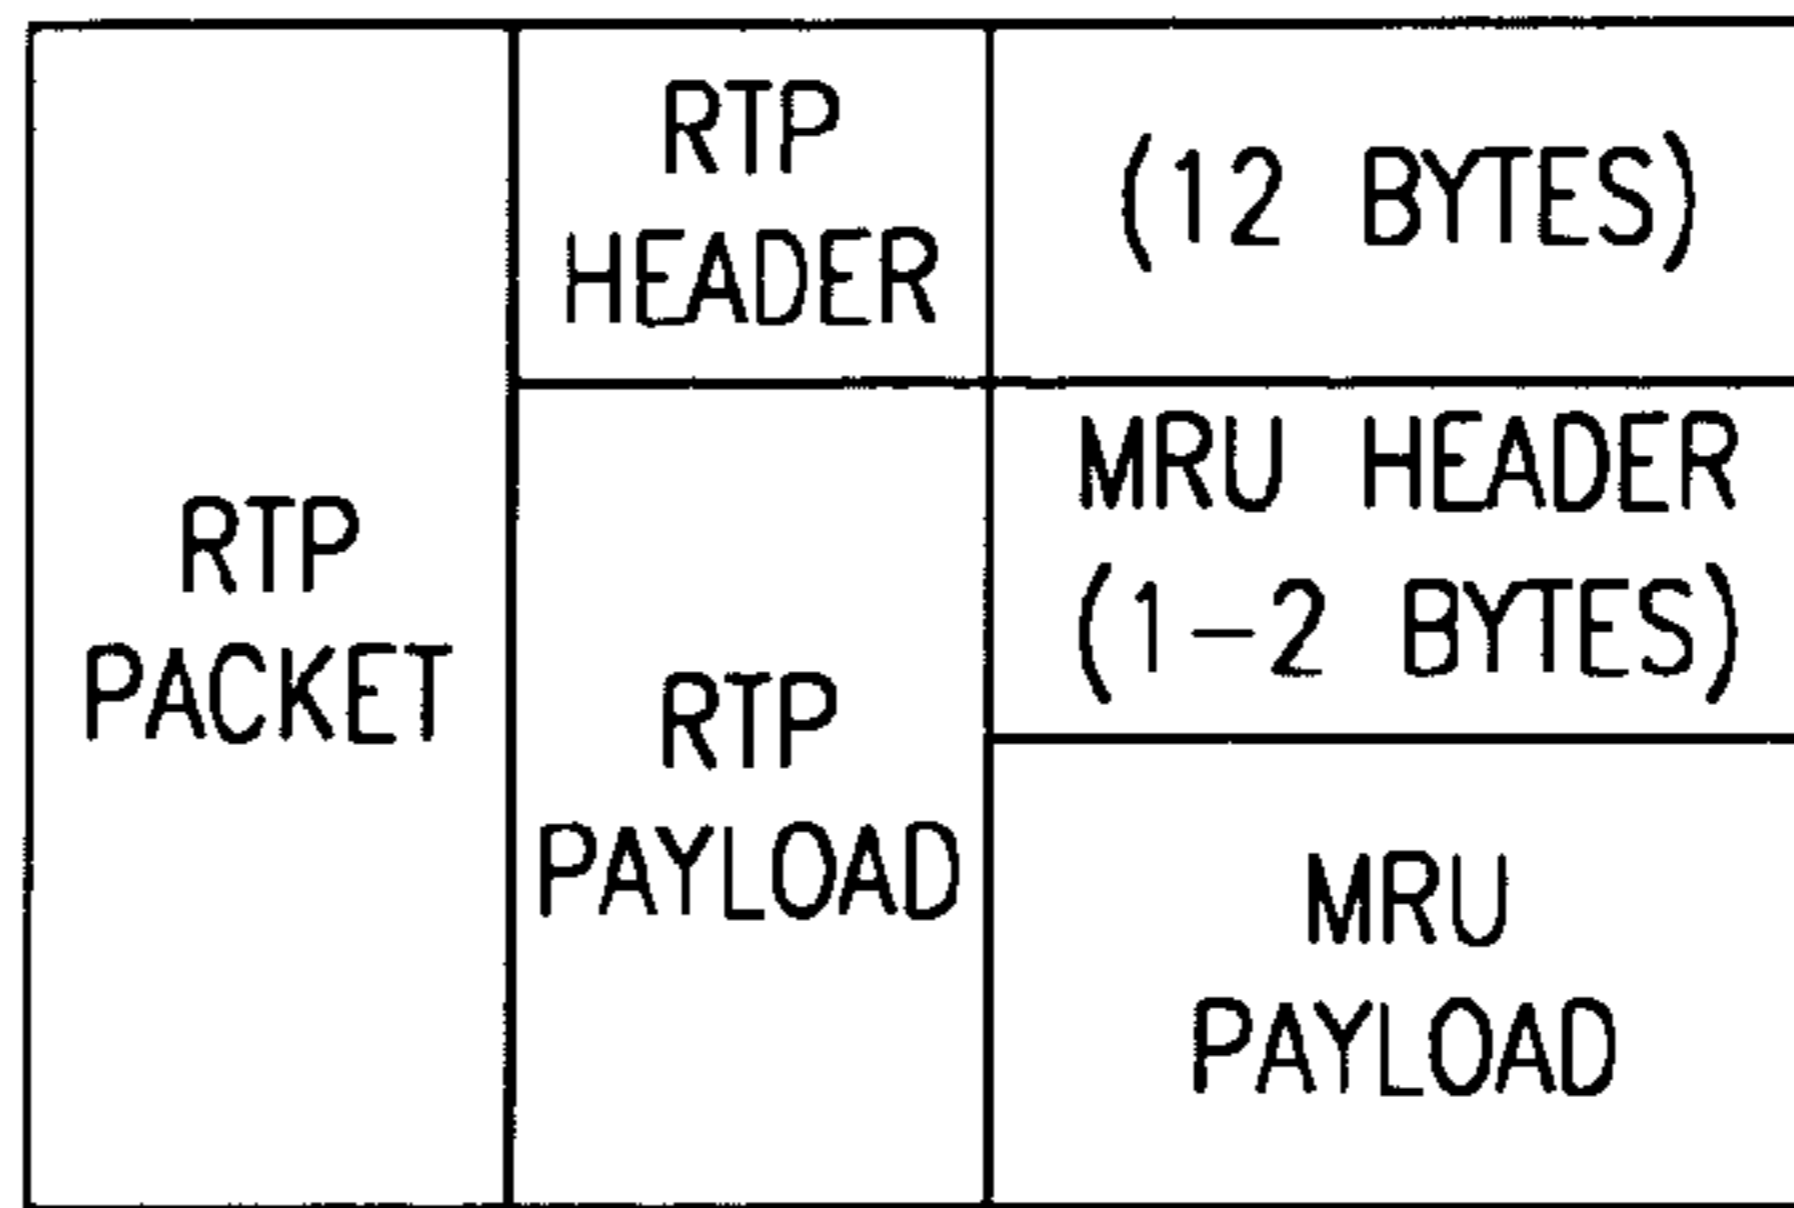 RTP
PACKET
RTP
HEADER
(12 BYTES)
RTP
PAYLOAD
MRU HEADER
(1-2 BYTES)
MRU
PAYLOAD